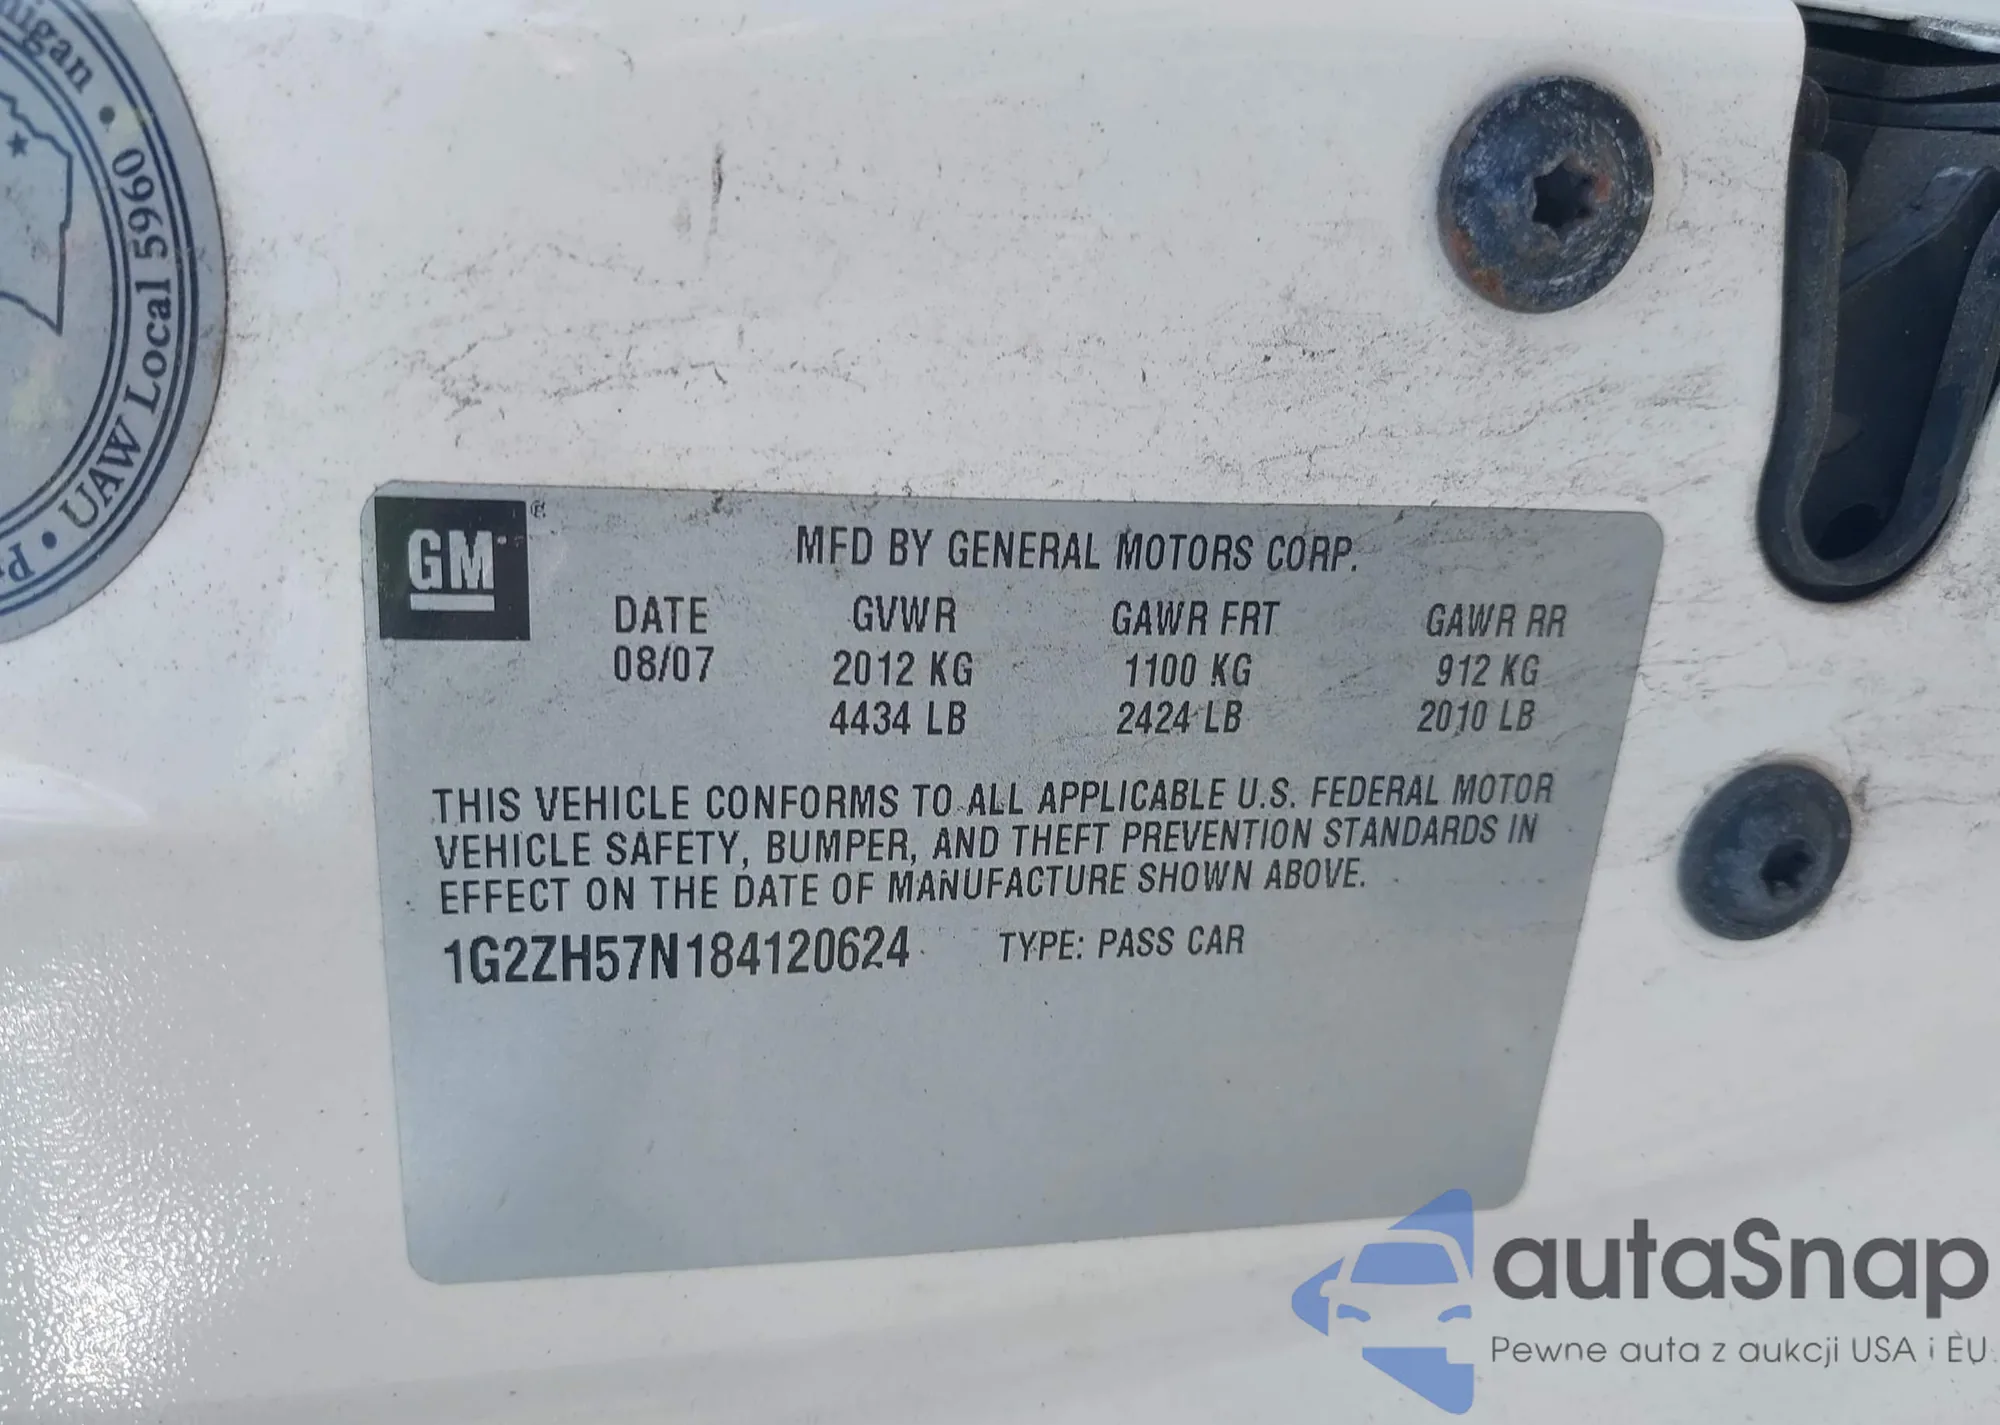 higan • UAW Local 5960 •
GM
MFD BY GENERAL MOTORS CORP.
DATE GVWR GAWR FRT GAWR RR
08/07 2012 KG 1100 KG 912 KG
4434 LB 2424 LB 2010 LB
THIS VEHICLE CONFORMS TO ALL APPLICABLE U.S. FEDERAL MOTOR
VEHICLE SAFETY, BUMPER, AND THEFT PREVENTION STANDARDS IN
EFFECT ON THE DATE OF MANUFACTURE SHOWN ABOVE.
1G2ZH57N184120624 TYPE: PASS CAR
autaSnap
Pewne auta z aukcji USA i EU